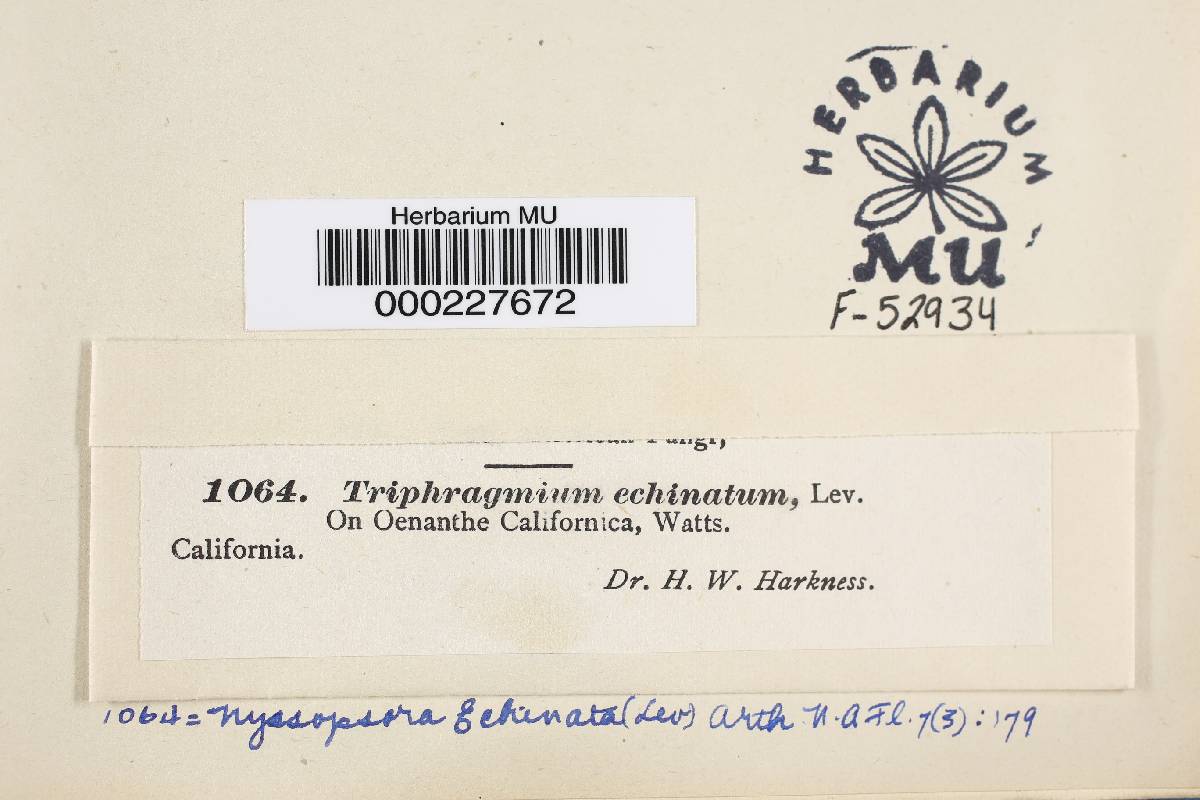 HERBARIUM
MU
F-52934
Herbarium MU
000227672
Fungi,
1064. Triphragmium echinatum, Lev.
On Oenanthe Californica, Watts.
California.
Dr. H. W. Harkness.
1064 = Nyssopsora Echinata (Lev) Arth N. A Fl. 7(3) : 179